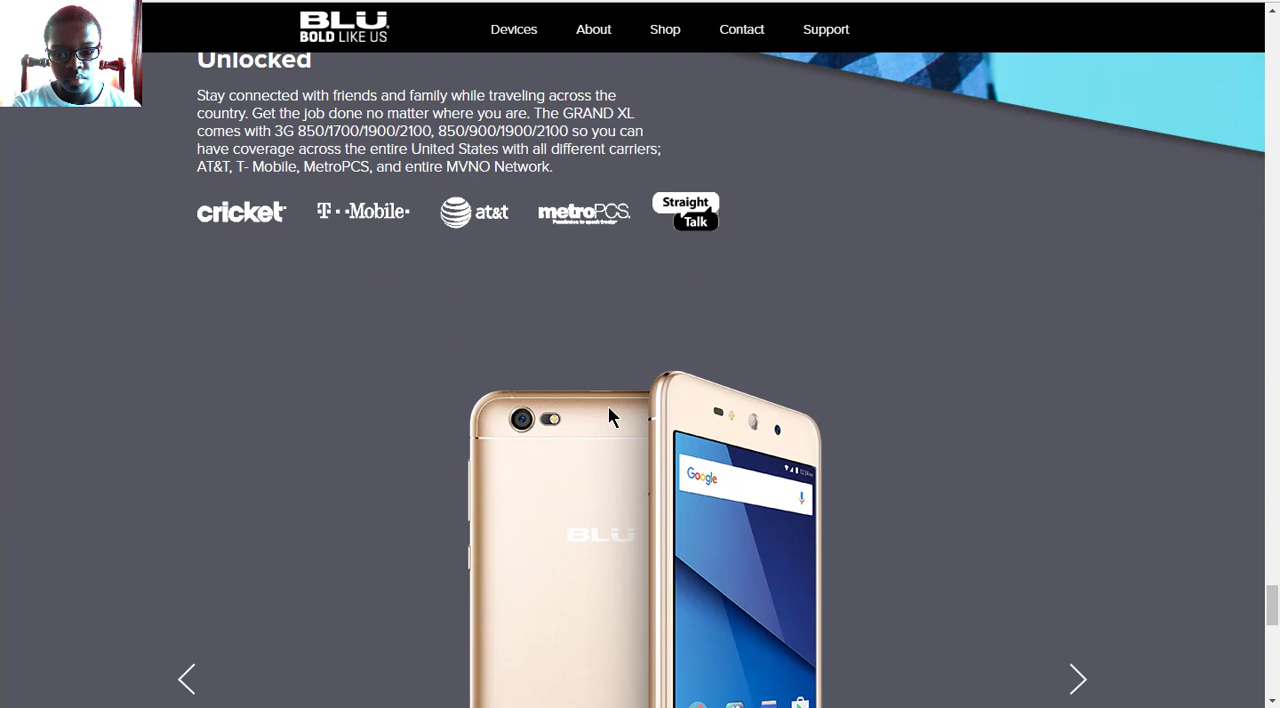 BLU
BOLD LIKE US
Devices
About
Shop
Contact
Support
Unlocked
Stay connected with friends and family while traveling across the
country. Get the job done no matter where you are. The GRAND XL
comes with 3G 850/1700/1900/2100, 850/900/1900/2100 so you can
have coverage across the entire United States with all different carriers;
AT&T, T- Mobile, MetroPCS, and entire MVNO Network.
cricket
T-Mobile
at&t
metroPCS.
Straight
Talk
Google
BLU